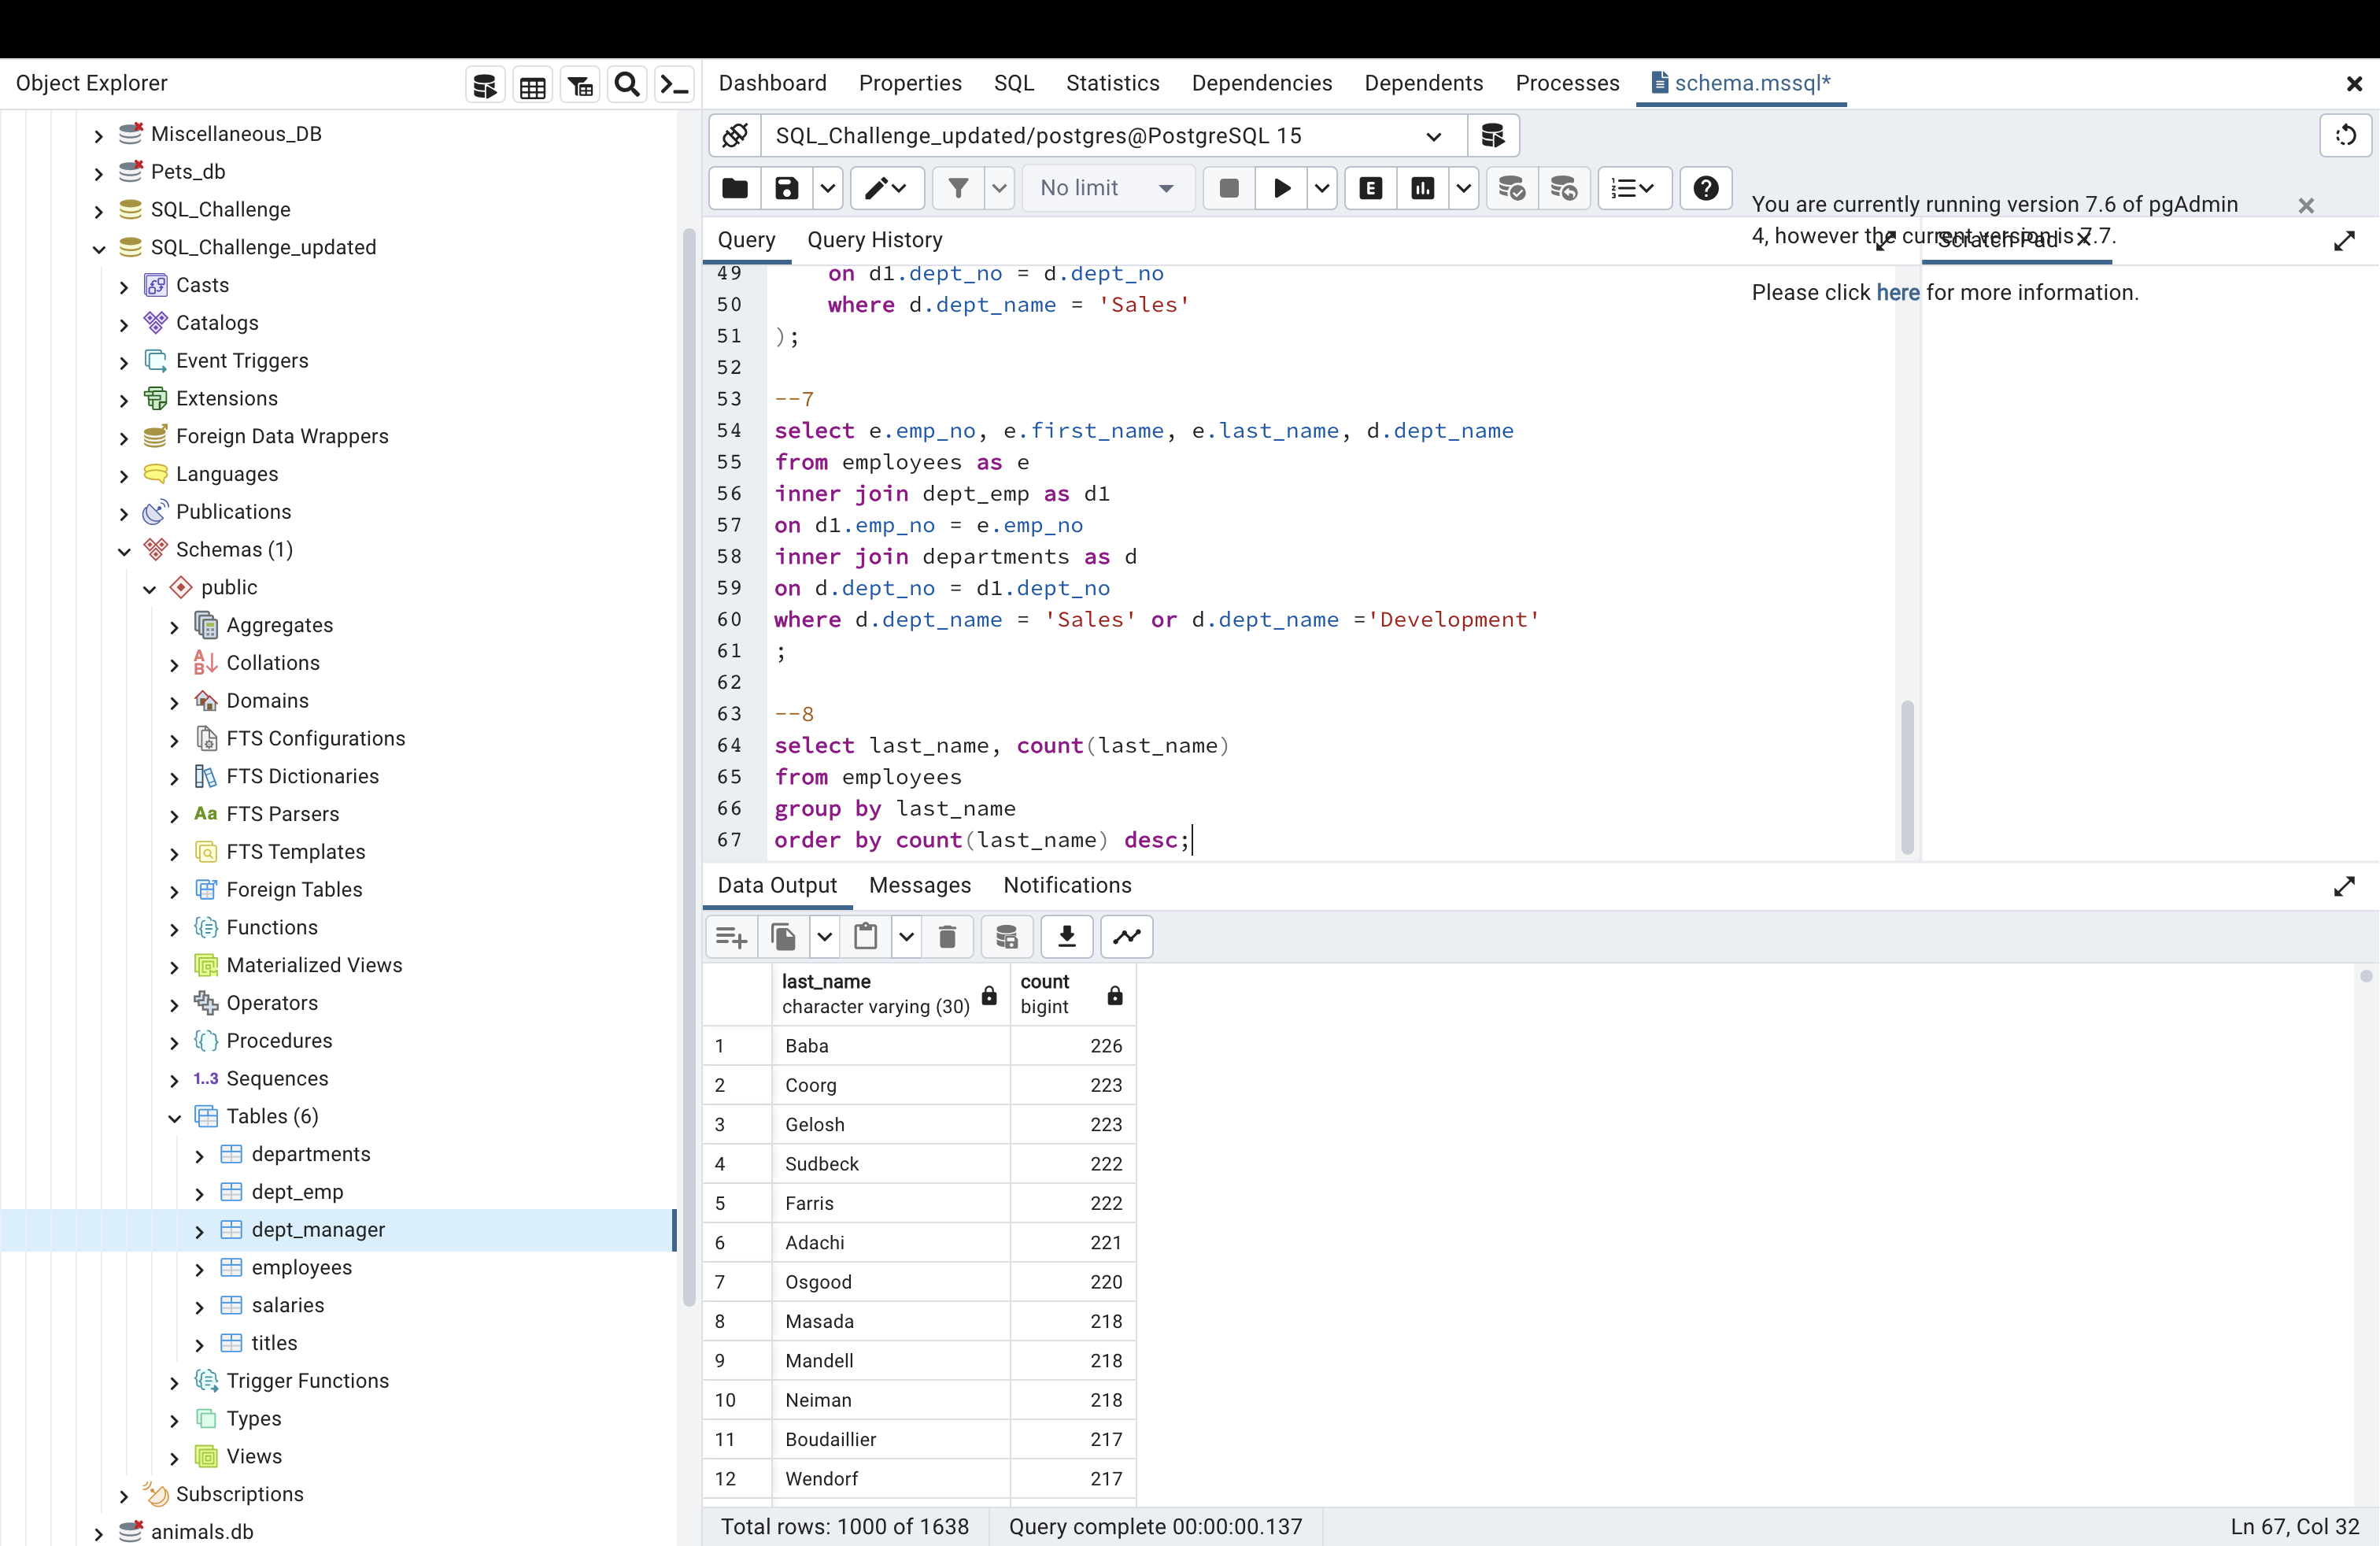 Object Explorer
Miscellaneous_DB
Pets_db
SQL_Challenge
SQL_Challenge_updated
Casts
Catalogs
Event Triggers
Extensions
Foreign Data Wrappers
Languages
Publications
Schemas (1)
public
Aggregates
Collations
Domains
FTS Configurations
FTS Dictionaries
Aa FTS Parsers
FTS Templates
Foreign Tables
Functions
Materialized Views
Operators
Procedures
1..3 Sequences
Tables (6)
departments
dept_emp
dept_manager
employees
salaries
titles
Trigger Functions
Types
Views
Subscriptions
animals.db
Dashboard Properties SQL Statistics Dependencies Dependents Processes schema.mssql*
SQL_Challenge_updated/postgres@PostgreSQL 15
No limit
You are currently running version 7.6 of pgAdmin
4, however the current version is 7.7.
Please click here for more information.
Query Query History
Scratch Pad
49 on d1.dept_no = d.dept_no
50 where d.dept_name = 'Sales'
51 );
52
53 --7
54 select e.emp_no, e.first_name, e.last_name, d.dept_name
55 from employees as e
56 inner join dept_emp as d1
57 on d1.emp_no = e.emp_no
58 inner join departments as d
59 on d.dept_no = d1.dept_no
60 where d.dept_name = 'Sales' or d.dept_name ='Development'
61 ;
62
63 --8
64 select last_name, count(last_name)
65 from employees
66 group by last_name
67 order by count(last_name) desc;
Data Output Messages Notifications
last_name count
character varying (30) bigint
1 Baba 226
2 Coorg 223
3 Gelosh 223
4 Sudbeck 222
5 Farris 222
6 Adachi 221
7 Osgood 220
8 Masada 218
9 Mandell 218
10 Neiman 218
11 Boudaillier 217
12 Wendorf 217
Total rows: 1000 of 1638 Query complete 00:00:00.137 Ln 67, Col 32